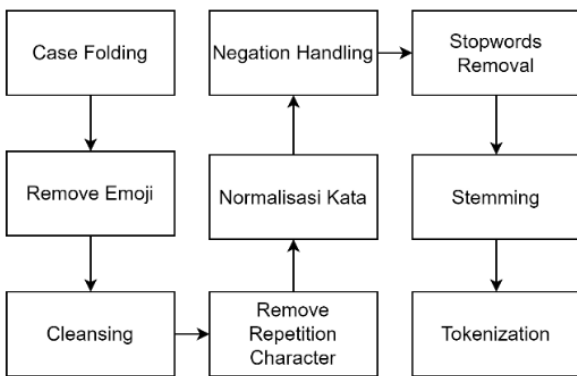 Case Folding
Remove Emoji
Cleansing
Remove
Repetition
Character
Normalisasi Kata
Negation Handling
Stopwords
Removal
Stemming
Tokenization